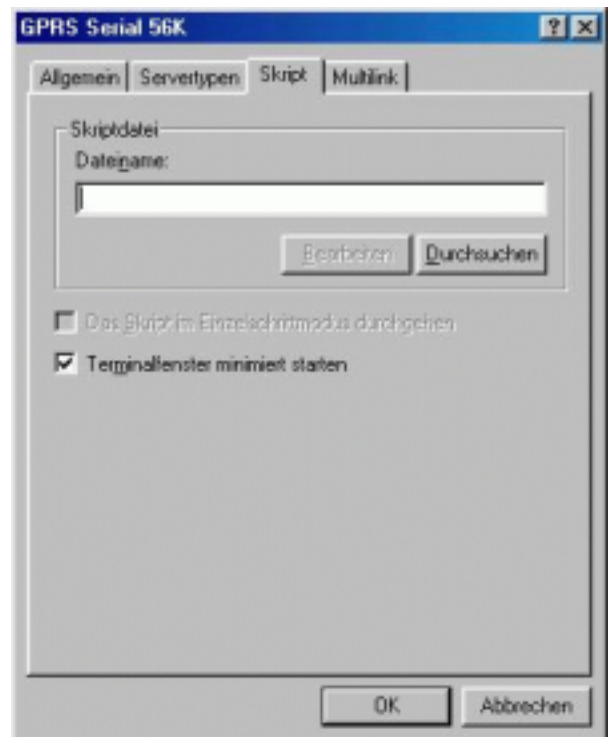 GPRS Serial 56K
Allgemein Servertypen Skript Multilink
Skriptdatei
Dateiname:
Bearbeiten Durchsuchen
Das Skript im Einzelschrittmodus durchgehen
Terminalfenster minimiert starten
OK Abbrechen